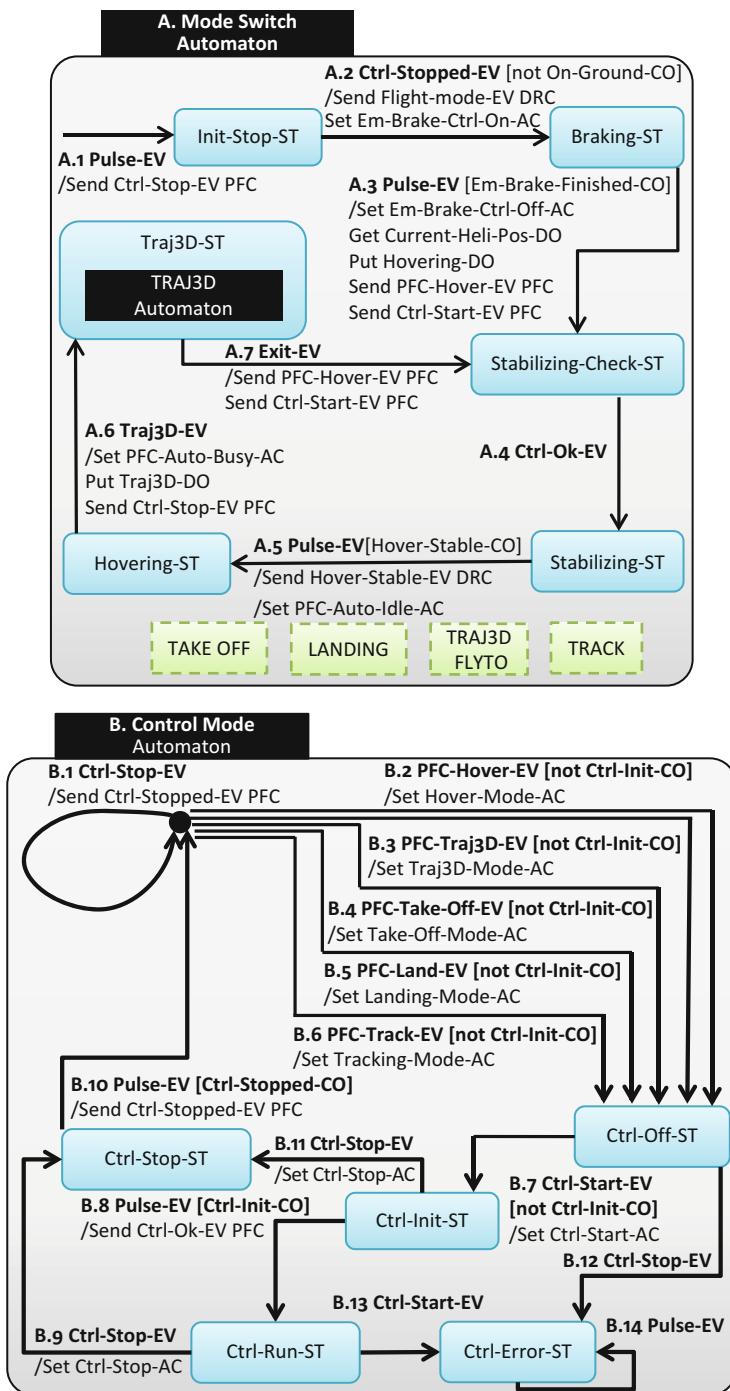 A. Mode Switch
Automaton
A.2 Ctrl-Stopped-EV [not On-Ground-CO]
/Send Flight-mode-EV DRC
Set Em-Brake-Ctrl-On-AC
Init-Stop-ST
Braking-ST
A.1 Pulse-EV
/Send Ctrl-Stop-EV PFC
A.3 Pulse-EV [Em-Brake-Finished-CO]
/Set Em-Brake-Ctrl-Off-AC
Get Current-Heli-Pos-DO
Put Hovering-DO
Send PFC-Hover-EV PFC
Send Ctrl-Start-EV PFC
Traj3D-ST
TRAJ3D
Automaton
A.7 Exit-EV
/Send PFC-Hover-EV PFC
Send Ctrl-Start-EV PFC
Stabilizing-Check-ST
A.6 Traj3D-EV
/Set PFC-Auto-Busy-AC
Put Traj3D-DO
Send Ctrl-Stop-EV PFC
A.4 Ctrl-Ok-EV
Hovering-ST
A.5 Pulse-EV[Hover-Stable-CO]
/Send Hover-Stable-EV DRC
/Set PFC-Auto-Idle-AC
Stabilizing-ST
TAKE OFF
LANDING
TRAJ3D
FLYTO
TRACK
B. Control Mode
Automaton
B.1 Ctrl-Stop-EV
/Send Ctrl-Stopped-EV PFC
B.2 PFC-Hover-EV [not Ctrl-Init-CO]
/Set Hover-Mode-AC
B.3 PFC-Traj3D-EV [not Ctrl-Init-CO]
/Set Traj3D-Mode-AC
B.4 PFC-Take-Off-EV [not Ctrl-Init-CO]
/Set Take-Off-Mode-AC
B.5 PFC-Land-EV [not Ctrl-Init-CO]
/Set Landing-Mode-AC
B.6 PFC-Track-EV [not Ctrl-Init-CO]
/Set Tracking-Mode-AC
B.10 Pulse-EV [Ctrl-Stopped-CO]
/Send Ctrl-Stopped-EV PFC
Ctrl-Off-ST
Ctrl-Stop-ST
B.11 Ctrl-Stop-EV
/Set Ctrl-Stop-AC
B.7 Ctrl-Start-EV
[not Ctrl-Init-CO]
/Set Ctrl-Start-AC
B.8 Pulse-EV [Ctrl-Init-CO]
/Send Ctrl-Ok-EV PFC
Ctrl-Init-ST
B.12 Ctrl-Stop-EV
B.13 Ctrl-Start-EV
B.9 Ctrl-Stop-EV
/Set Ctrl-Stop-AC
Ctrl-Run-ST
Ctrl-Error-ST
B.14 Pulse-EV